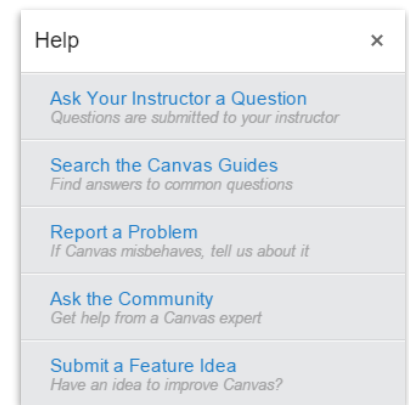 Help ×
Ask Your Instructor a Question
Questions are submitted to your instructor
Search the Canvas Guides
Find answers to common questions
Report a Problem
If Canvas misbehaves, tell us about it
Ask the Community
Get help from a Canvas expert
Submit a Feature Idea
Have an idea to improve Canvas?